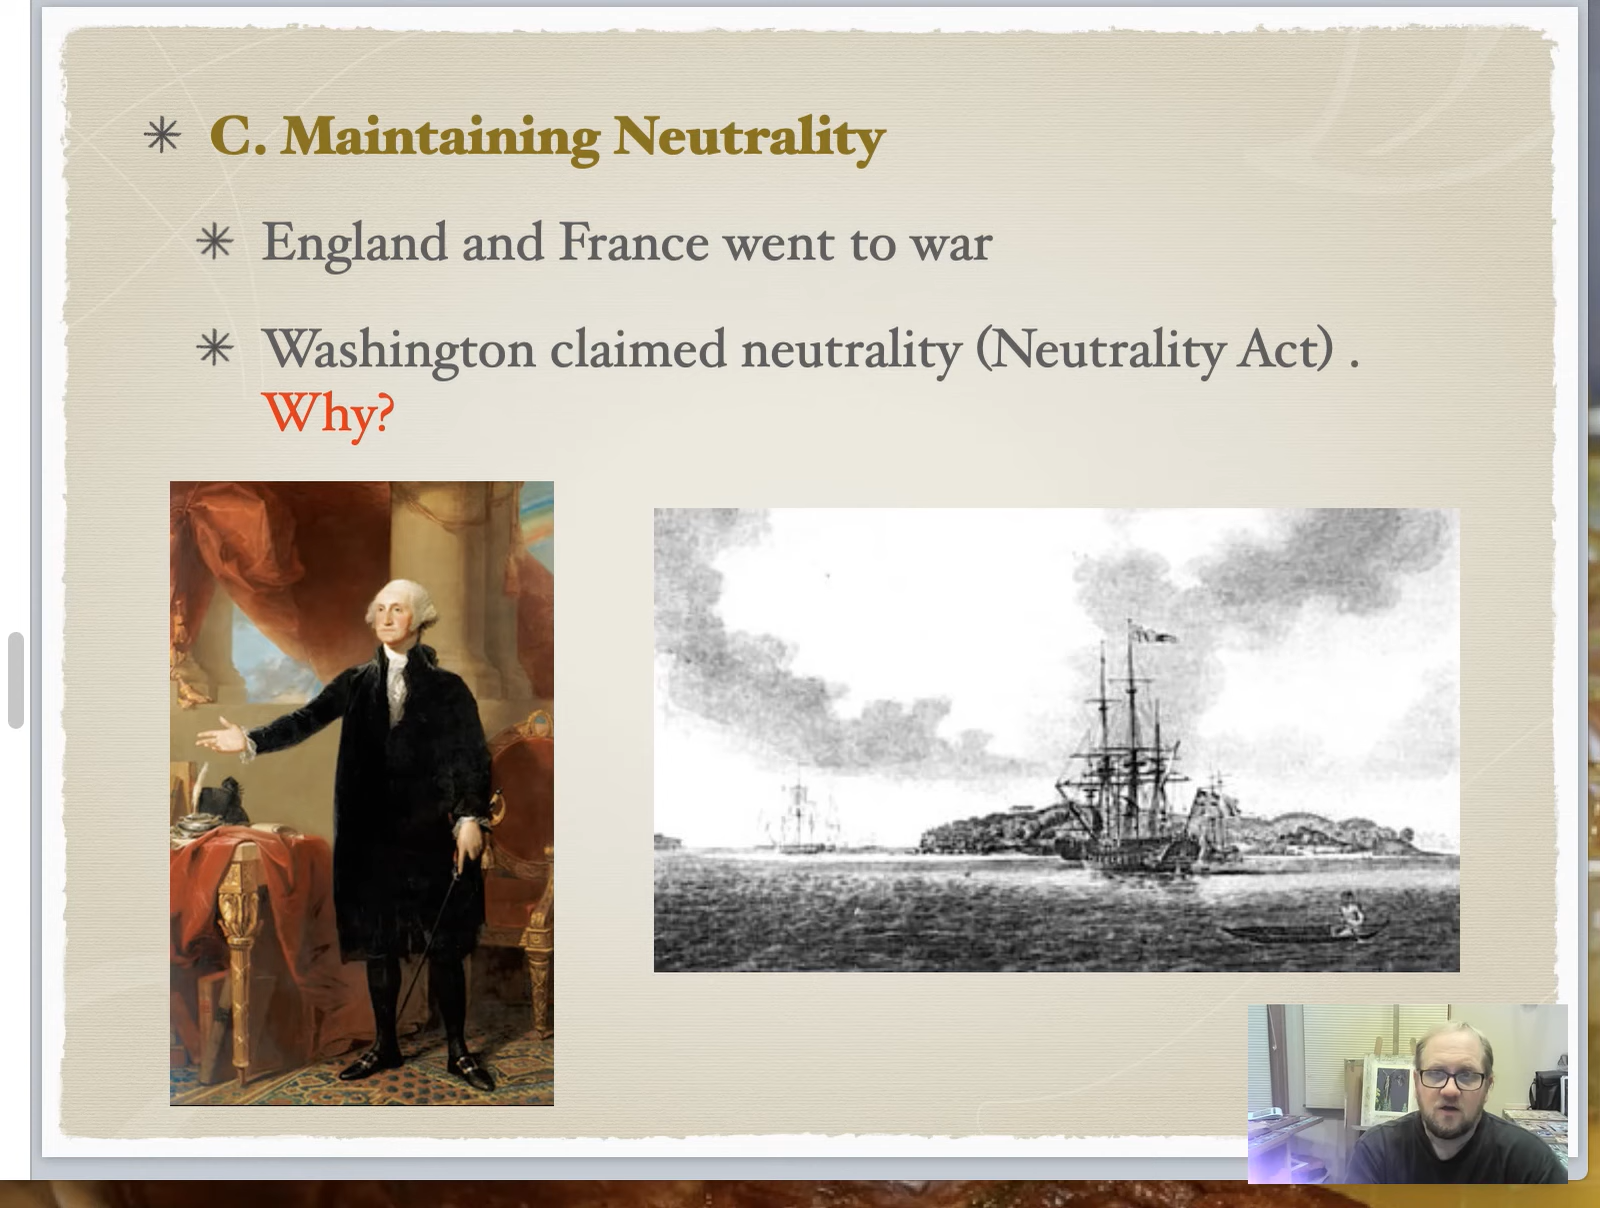 C. Maintaining Neutrality
England and France went to war
Washington claimed neutrality (Neutrality Act) .
Why?